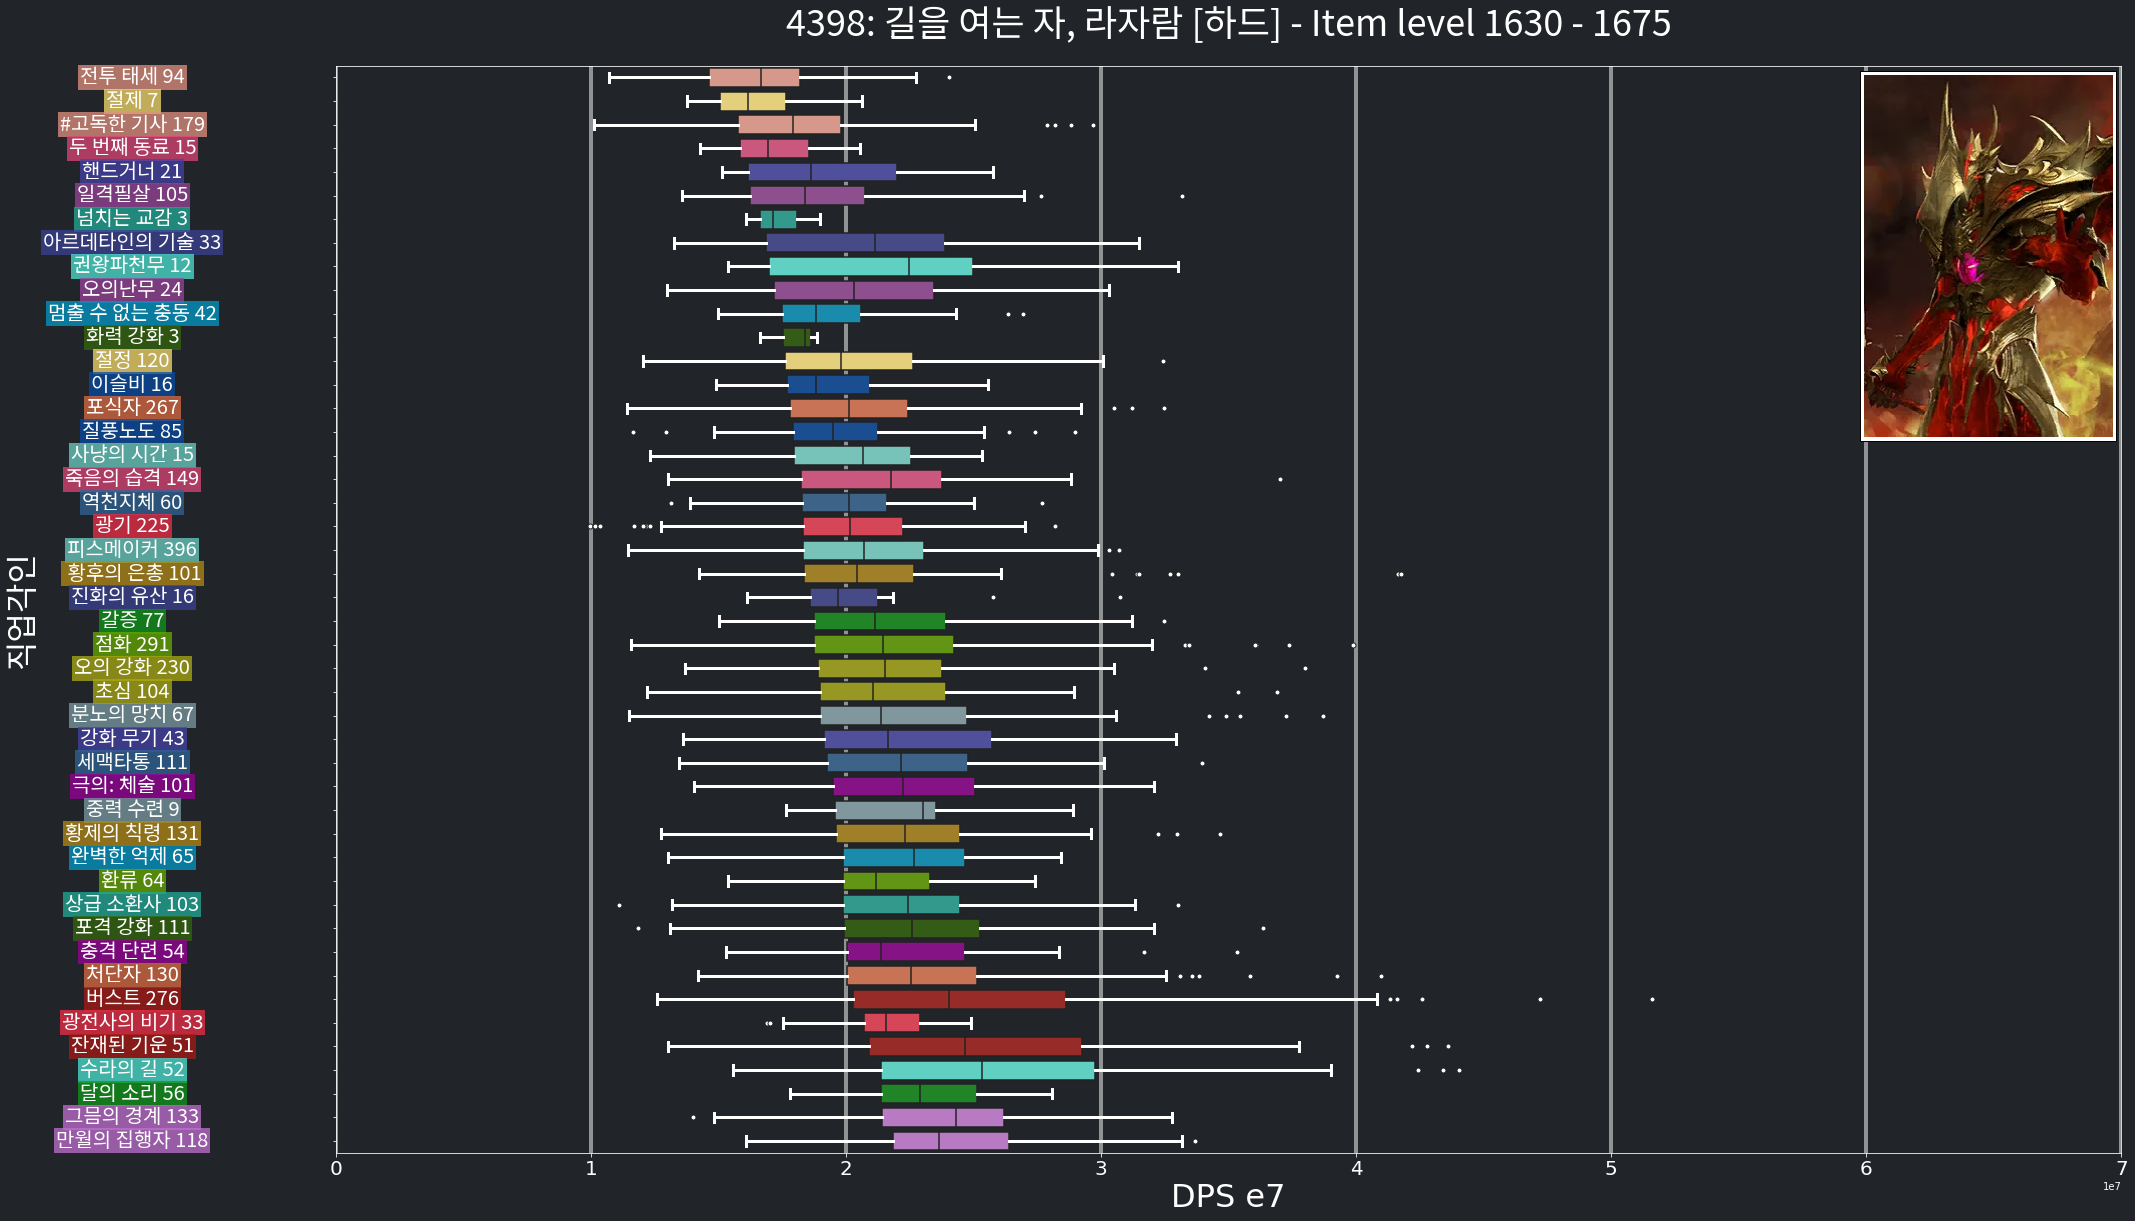 4398: 길을 여는 자, 라자람 [하드] - Item level 1630 - 1675
전투 태세 94
절제 7
#고독한 기사 179
두 번째 동료 15
핸드거너 21
일격필살 105
넘치는 교감 3
아르데타인의 기술 33
권왕파천무 12
오의난무 24
멈출 수 없는 충동 42
화력 강화 3
절정 120
이슬비 16
포식자 267
질풍노도 85
사냥의 시간 15
죽음의 습격 149
역천지체 60
광기 225
피스메이커 396
황후의 은총 101
진화의 유산 16
갈증 77
점화 291
오의 강화 230
초심 104
분노의 망치 67
강화 무기 43
세맥타통 111
극의: 체술 101
중력 수련 9
황제의 칙령 131
완벽한 억제 65
환류 64
상급 소환사 103
포격 강화 111
충격 단련 54
처단자 130
버스트 276
광전사의 비기 33
잔재된 기운 51
수라의 길 52
달의 소리 56
그믐의 경계 133
만월의 집행자 118
직업각인
0 1 2 3 4 5 6 7
1e7
DPS e7